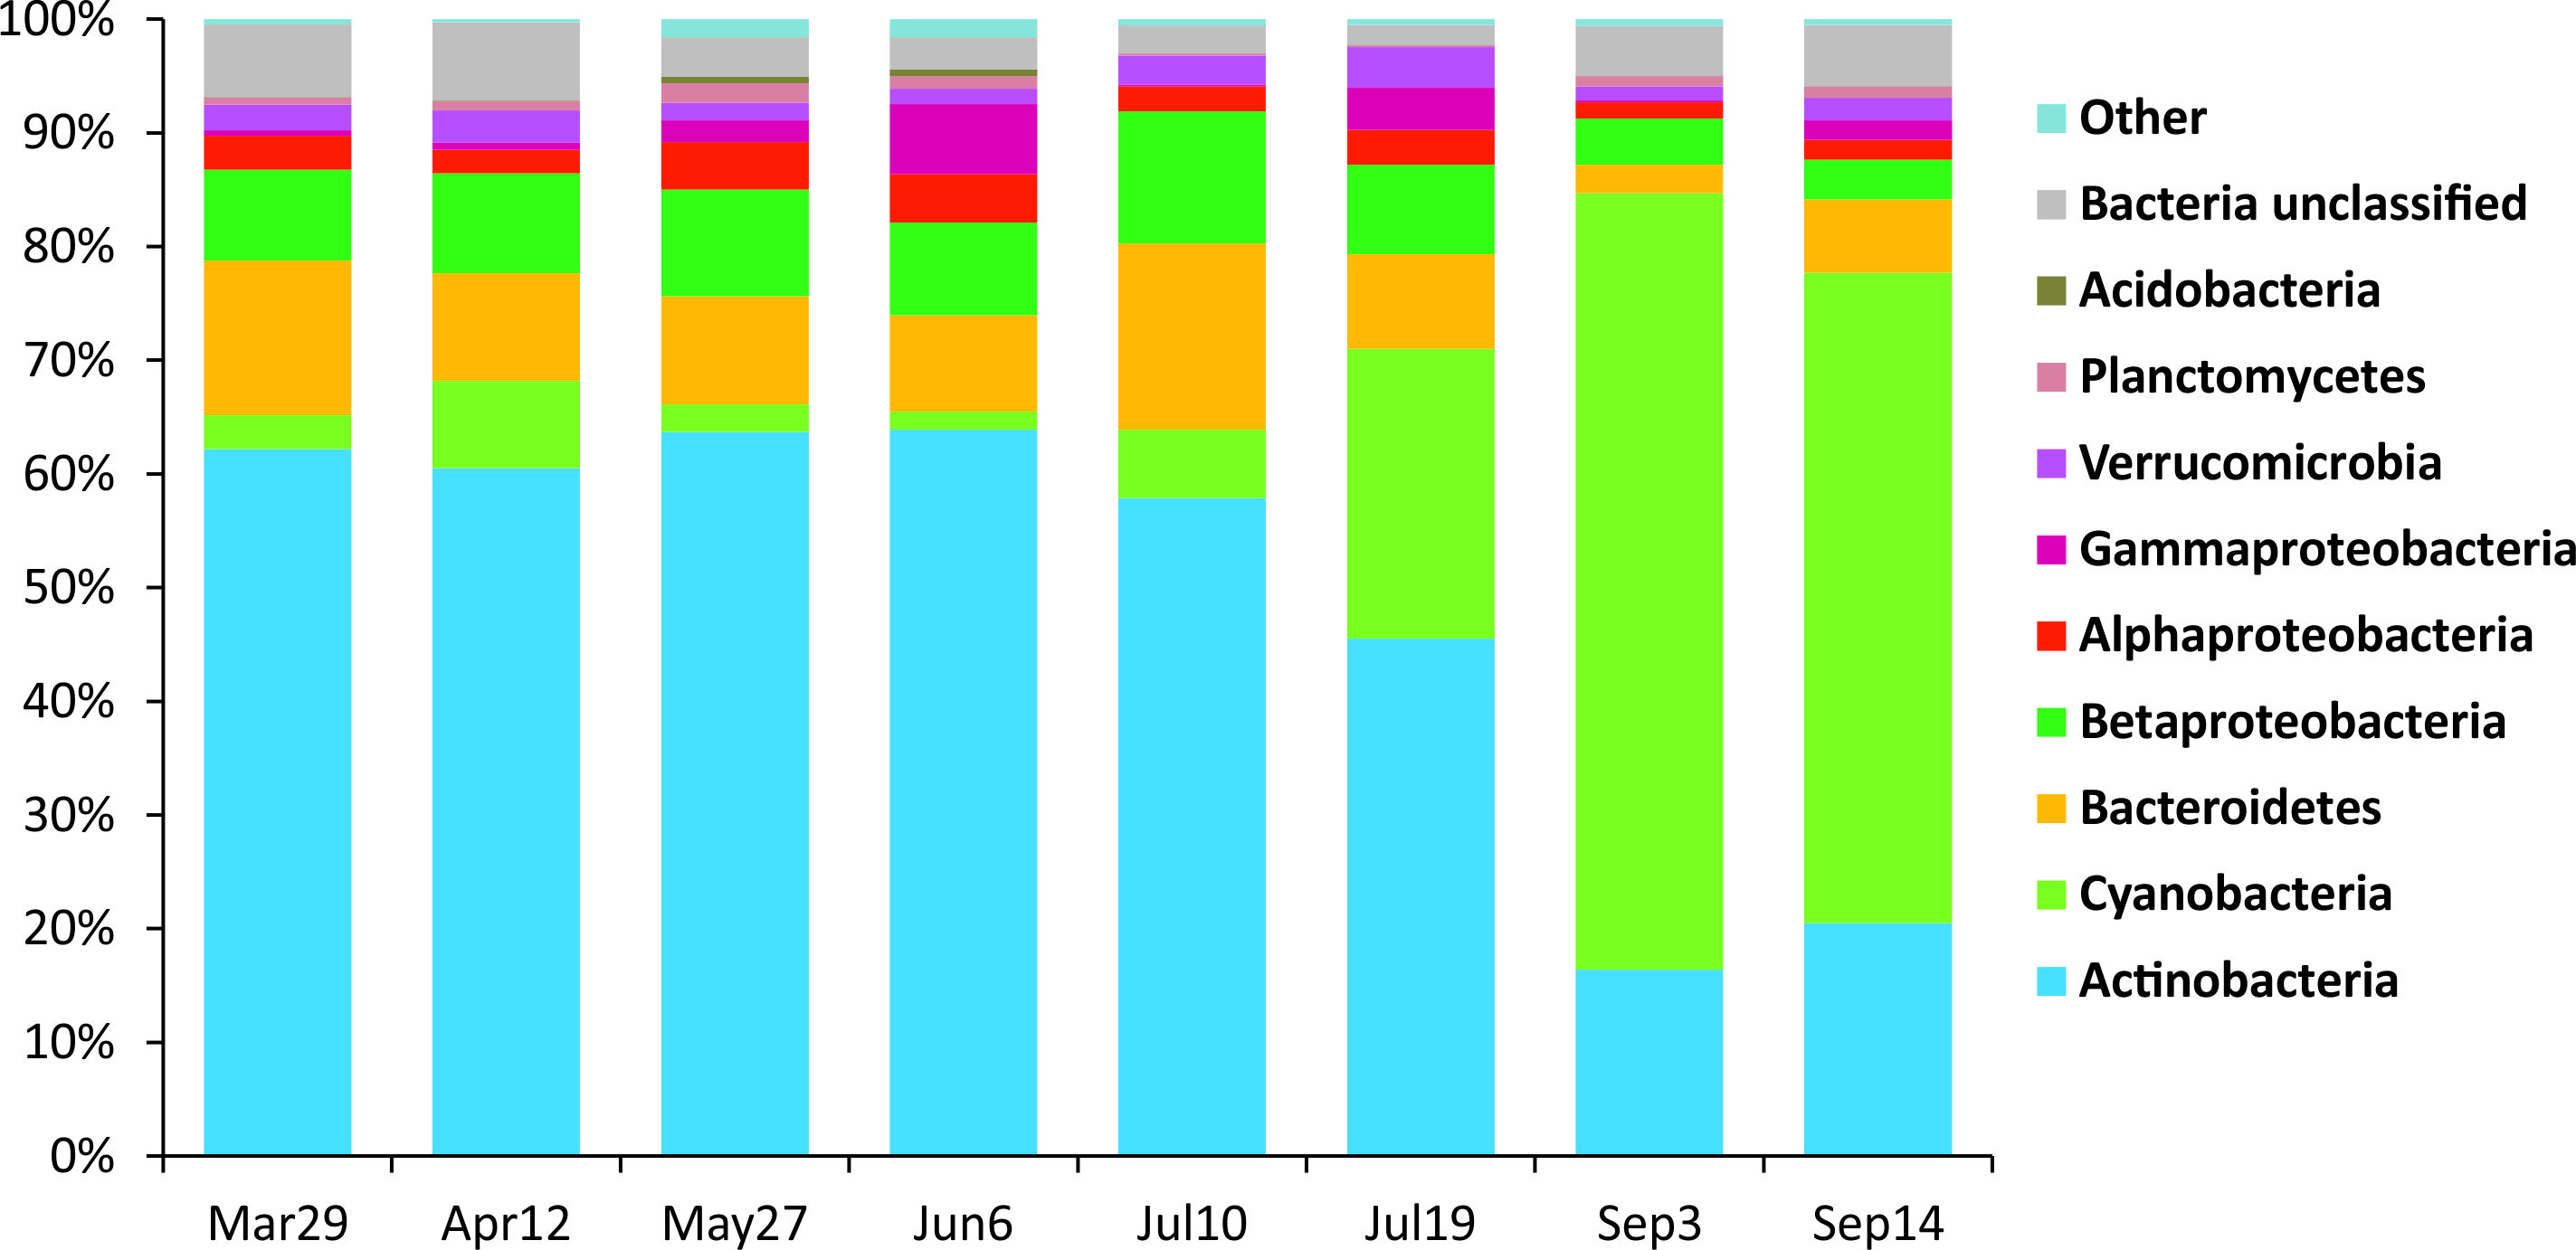 100%
90%
80%
70%
60%
50%
40%
30%
20%
10%
0%
Mar29 Apr12 May27 Jun6 Jul10 Jul19 Sep3 Sep14
Other
Bacteria unclassified
Acidobacteria
Planctomycetes
Verrucomicrobia
Gammaproteobacteria
Alphaproteobacteria
Betaproteobacteria
Bacteroidetes
Cyanobacteria
Actinobacteria